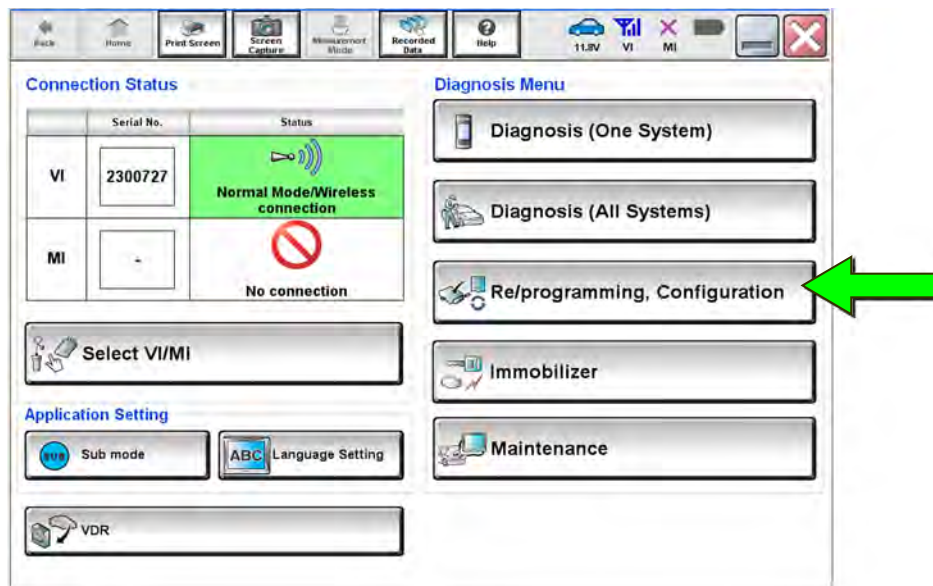 Back
Home
Print Screen
Screen
Capture
Measurement
Mode
Recorded
Data
Help
11.8V
VI
MI
Connection Status
Serial No.
Status
VI
2300727
Normal Mode/Wireless
connection
MI
-
No connection
Select VI/MI
Application Setting
SUB
Sub mode
ABC
Language Setting
VDR
Diagnosis Menu
Diagnosis (One System)
Diagnosis (All Systems)
Re/programming, Configuration
Immobilizer
Maintenance